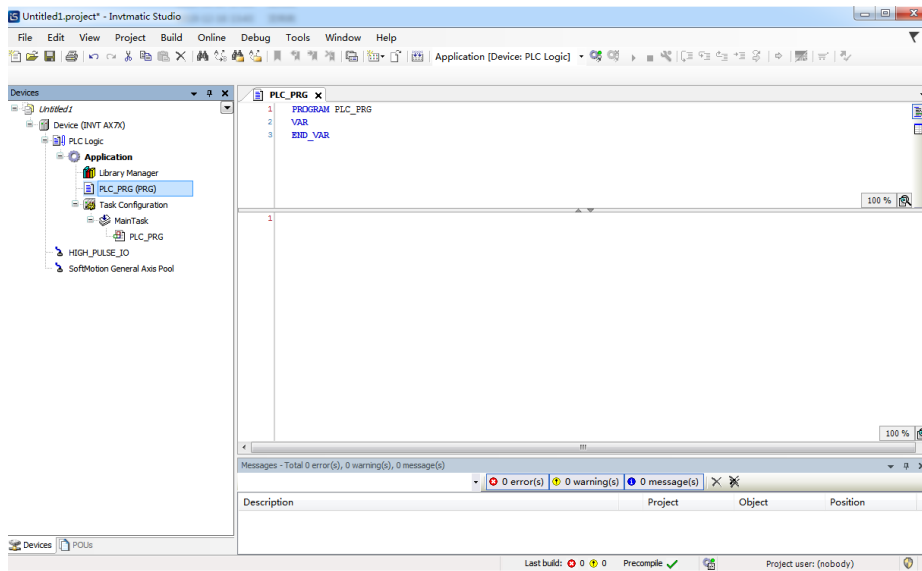 Untitled1.project* - Invtmatic Studio
File Edit View Project Build Online Debug Tools Window Help
Application [Device: PLC Logic]
Devices
Untitled1
Device (INVT AX7X)
PLC Logic
Application
Library Manager
PLC_PRG (PRG)
Task Configuration
MainTask
PLC_PRG
HIGH_PULSE_IO
SoftMotion General Axis Pool
Devices POUs
PLC_PRG
1 PROGRAM PLC_PRG
2 VAR
3 END_VAR
100 %
1
100 %
Messages - Total 0 error(s), 0 warning(s), 0 message(s)
0 error(s) 0 warning(s) 0 message(s)
Description Project Object Position
Last build: 0 0 Precompile Project user: (nobody)